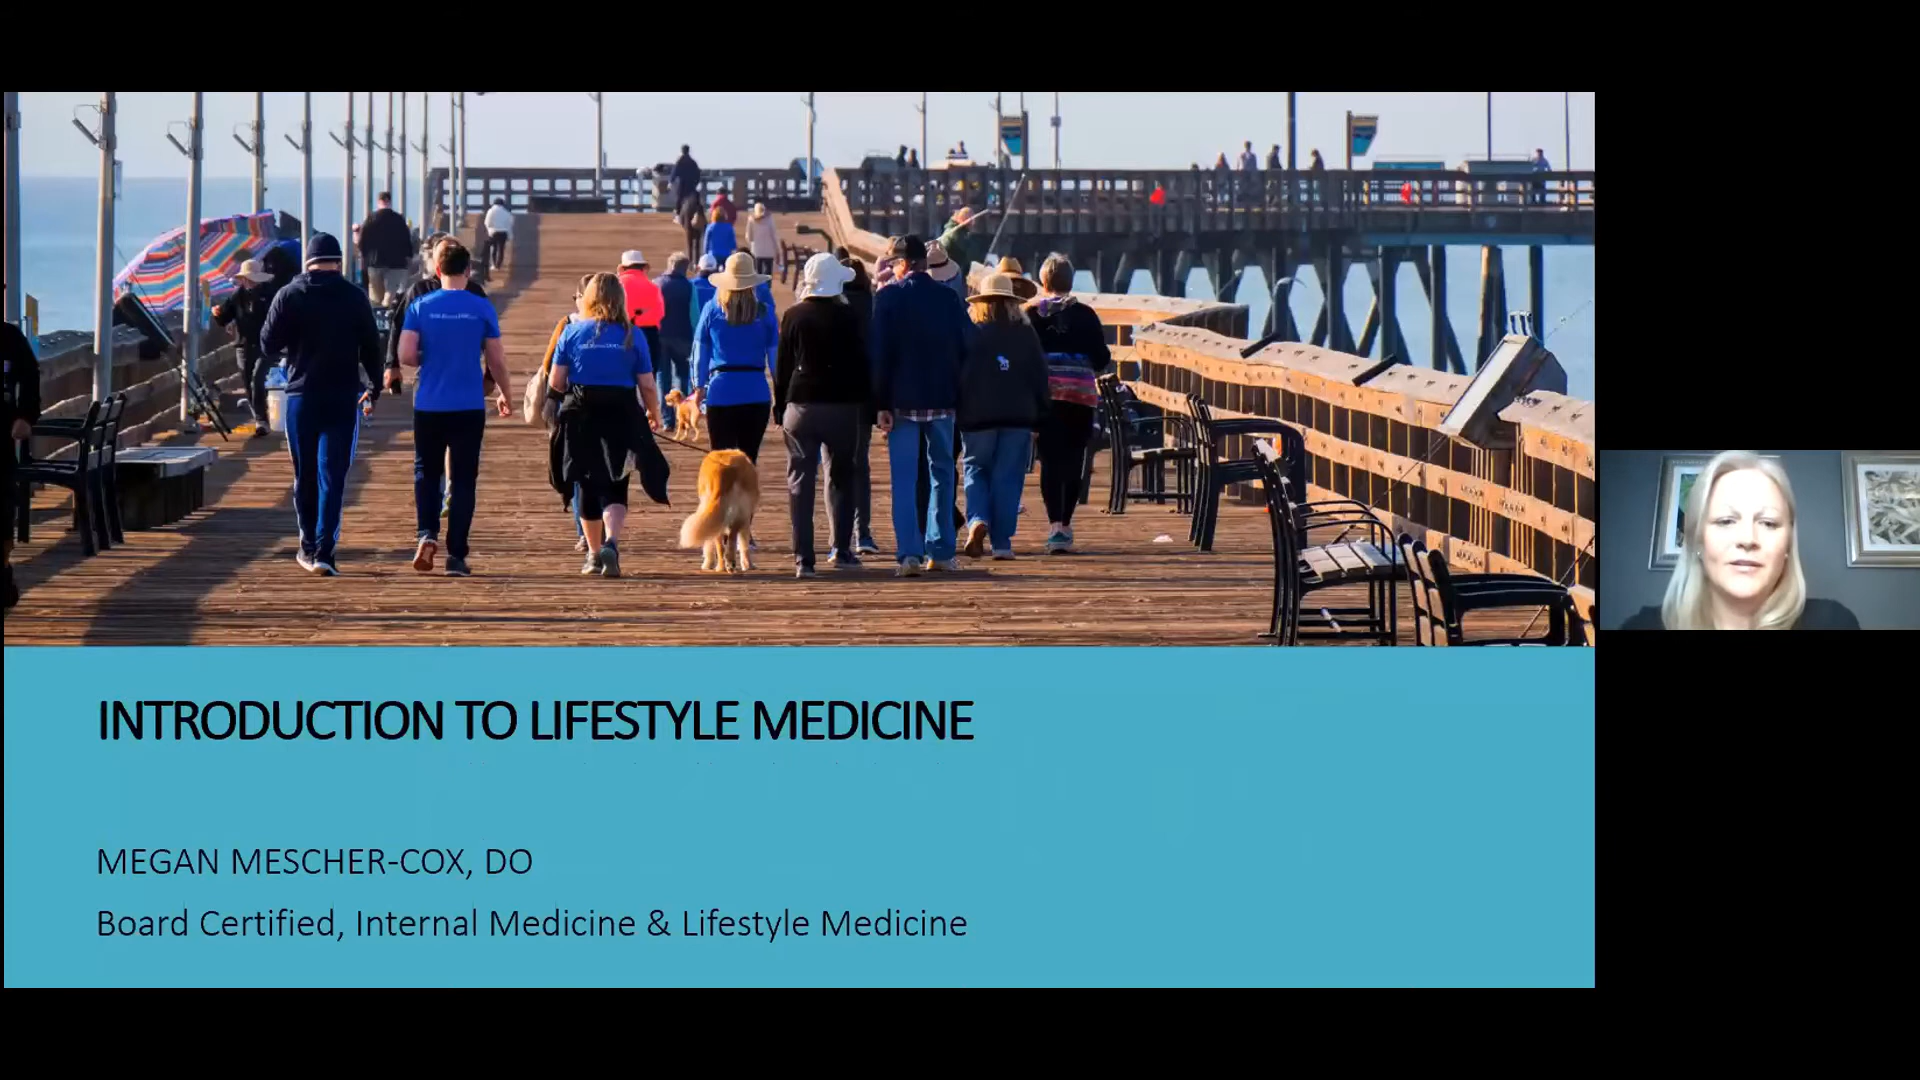 INTRODUCTION TO LIFESTYLE MEDICINE
MEGAN MESCHER-COX, DO
Board Certified, Internal Medicine & Lifestyle Medicine